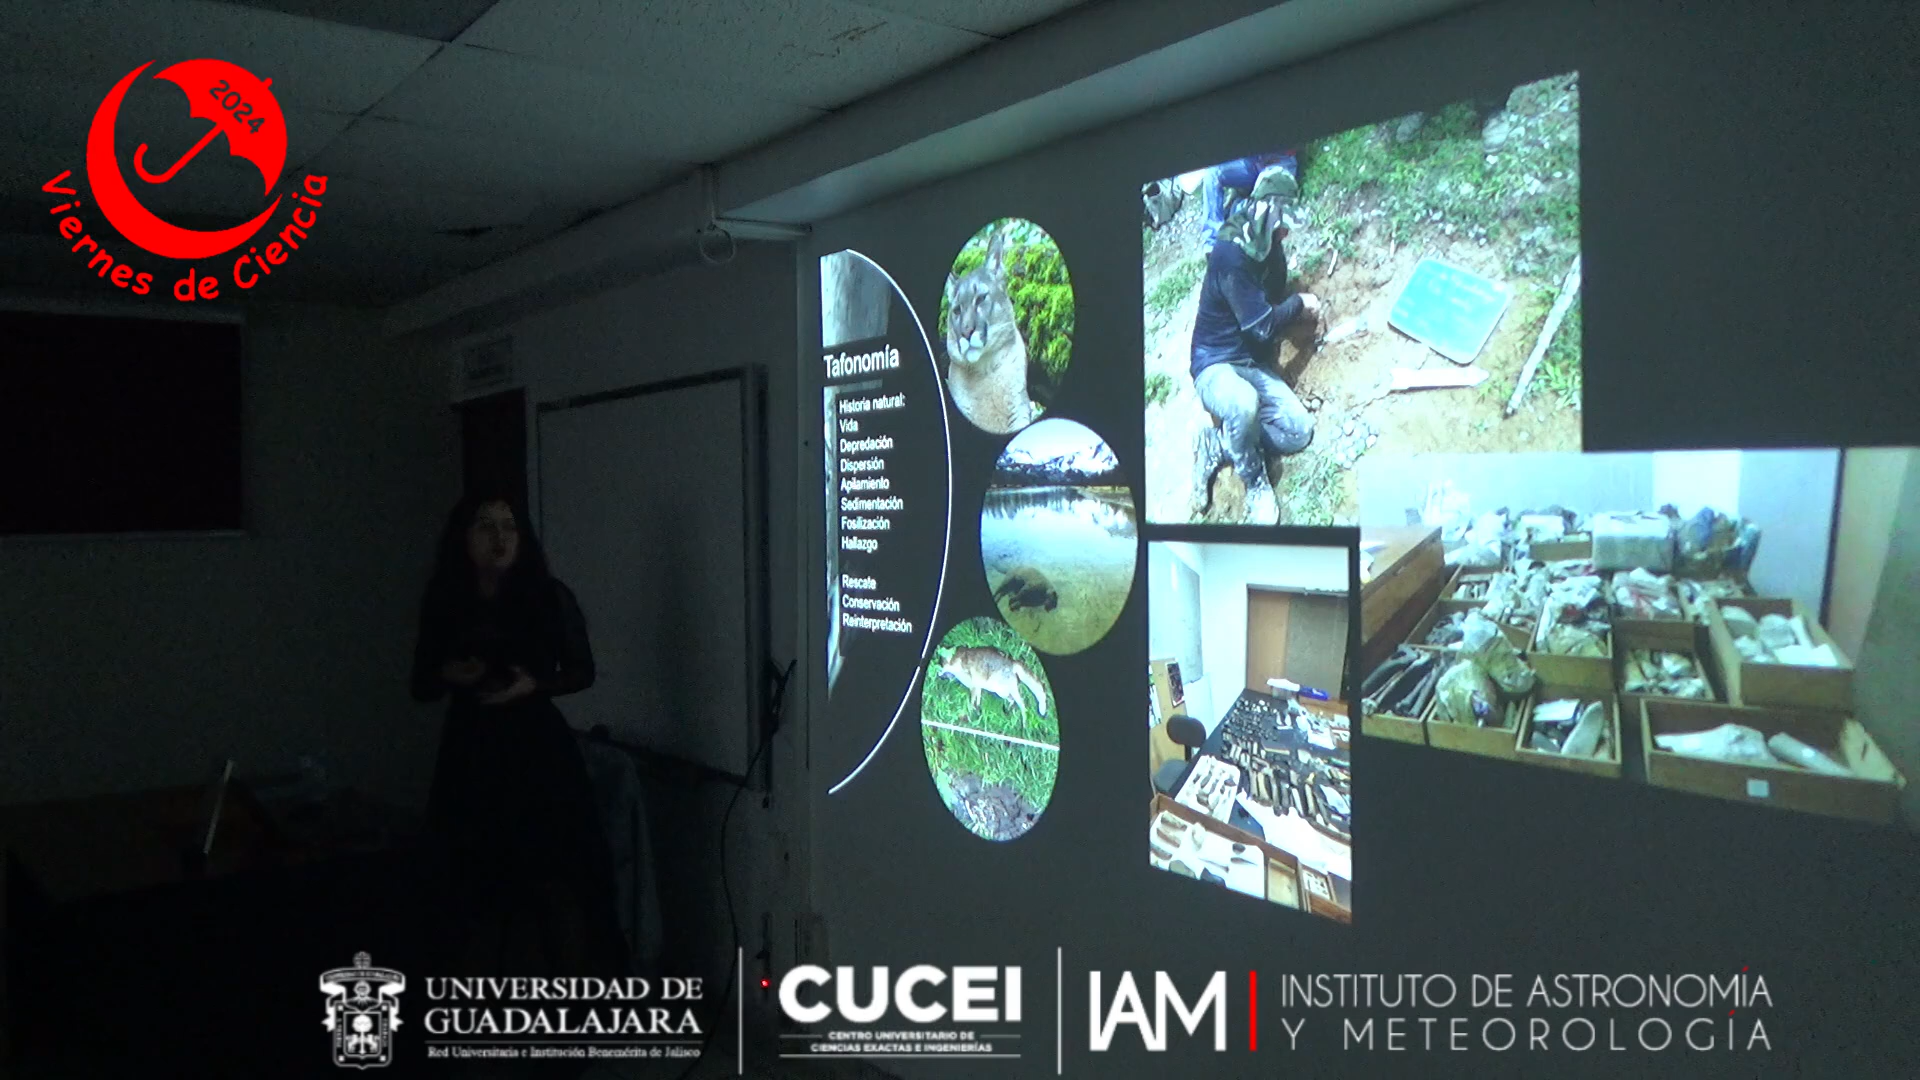 2024
Viernes de Ciencia
Tafonomía
Historia natural:
Vida
Depredación
Dispersión
Apilamiento
Sedimentación
Fosilización
Hallazgo
Rescate
Conservación
Reinterpretación
UNIVERSIDAD DE
GUADALAJARA
Red Universitaria e Institución Benemérita de Jalisco
CUCEI
CENTRO UNIVERSITARIO DE
CIENCIAS EXACTAS E INGENIERÍAS
IAM
INSTITUTO DE ASTRONOMÍA
Y METEOROLOGÍA